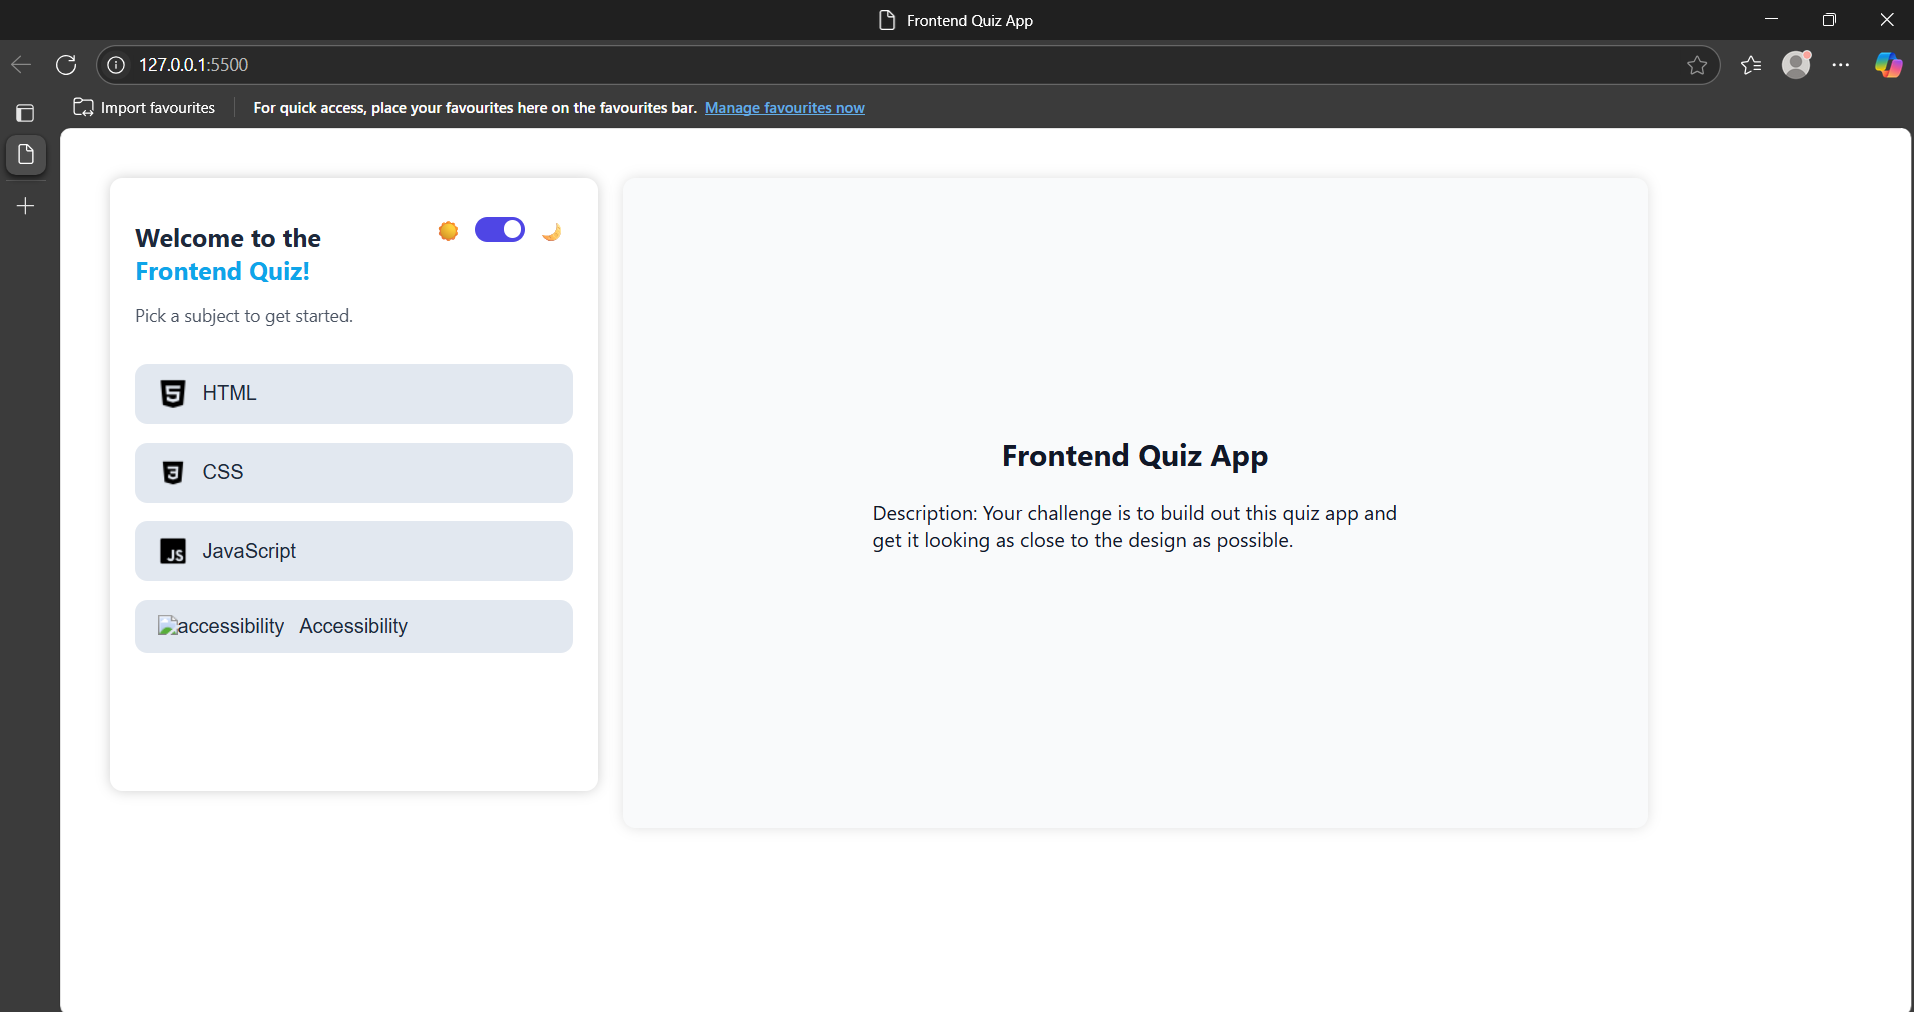 Frontend Quiz App
127.0.0.1:5500
Import favourites
For quick access, place your favourites here on the favourites bar. Manage favourites now
Welcome to the
Frontend Quiz!
Pick a subject to get started.
5 HTML
3 CSS
JS JavaScript
accessibility Accessibility
Frontend Quiz App
Description: Your challenge is to build out this quiz app and
get it looking as close to the design as possible.